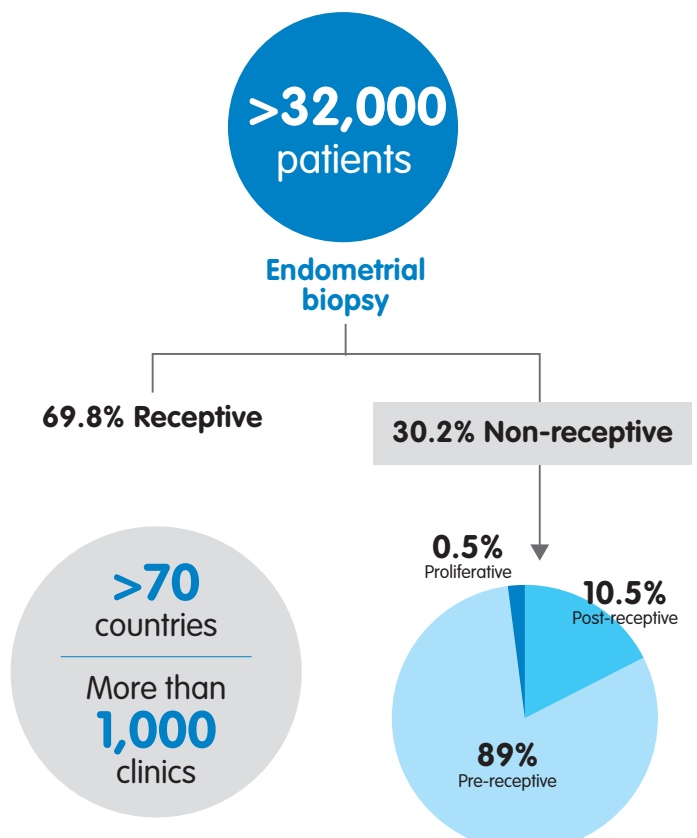 >32,000
patients
Endometrial
biopsy
69.8% Receptive
30.2% Non-receptive
>70
countries
More than
1,000
clinics
0.5%
Proliferative
10.5%
Post-receptive
89%
Pre-receptive